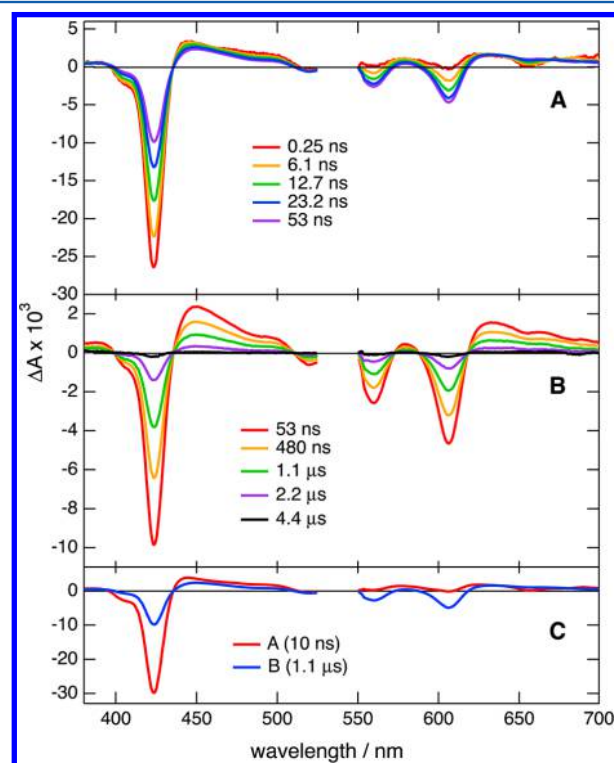 5
0
-5
-10
-15
-20
-25
-30
A
0.25 ns
6.1 ns
12.7 ns
23.2 ns
53 ns
ΔA x 10³
2
0
-2
-4
-6
-8
-10
B
53 ns
480 ns
1.1 μs
2.2 μs
4.4 μs
0
-10
-20
-30
C
A (10 ns)
B (1.1 μs)
400 450 500 550 600 650 700
wavelength / nm